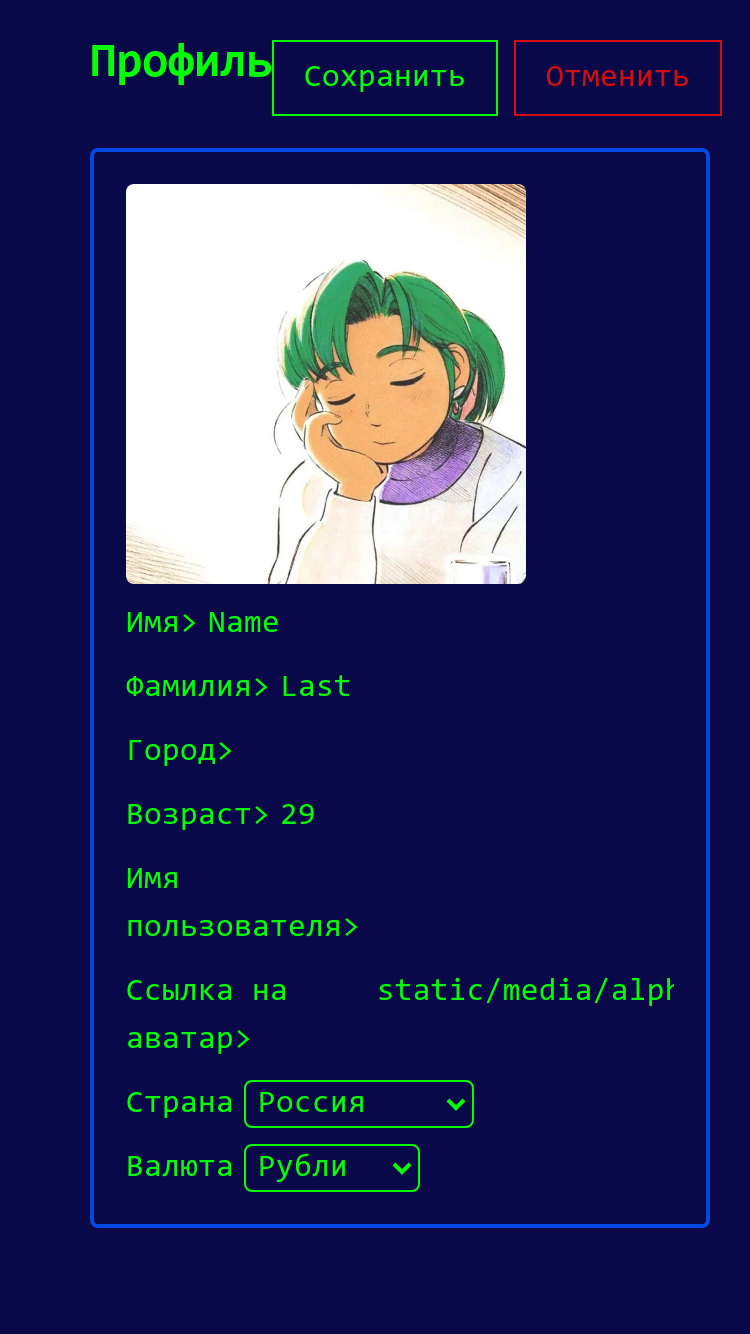 Профиль Сохранить Отменить
Имя> Name
Фамилия> Last
Город>
Возраст> 29
Имя
пользователя>
Ссылка на static/media/alph
аватар>
Страна Россия
Валюта Рубли